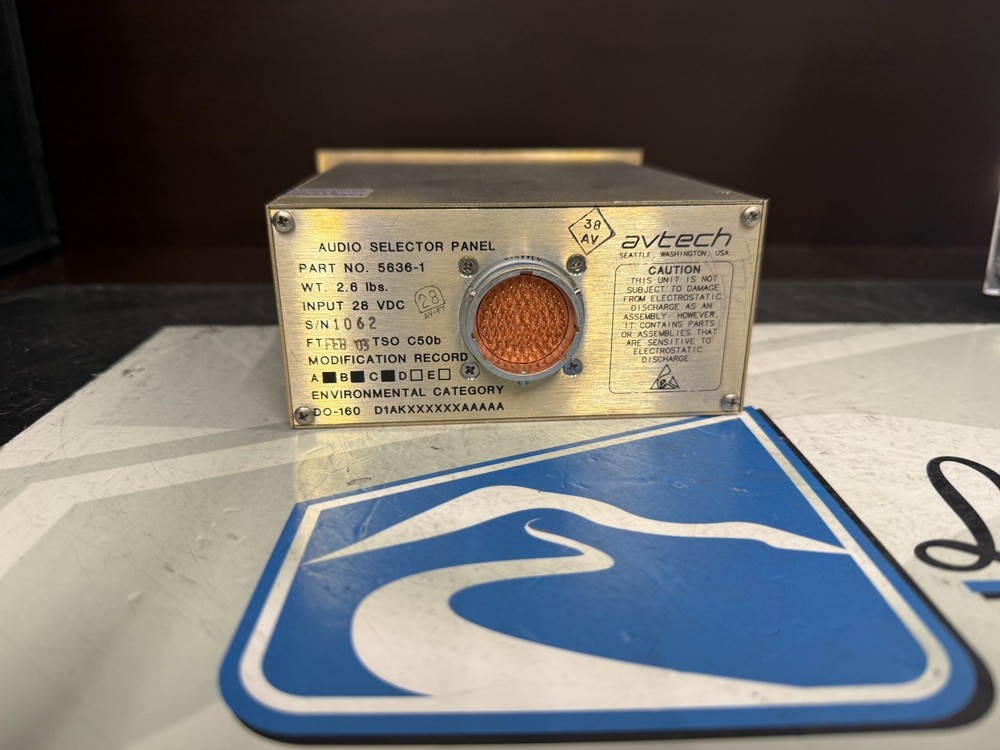 AUDIO SELECTOR PANEL
PART NO. 5636-1
WT. 2.6 lbs.
INPUT 28 VDC
S/N 1062
FT FEB '03 TSO C50b
MODIFICATION RECORD
A B C D E
ENVIRONMENTAL CATEGORY
DO-160 D1AKXXXXXXAAAAA
28
AV-FT
38
AV
avtech
SEATTLE, WASHINGTON, USA.
CAUTION
THIS UNIT IS NOT
SUBJECT TO DAMAGE
FROM ELECTROSTATIC
DISCHARGE AS AN
ASSEMBLY. HOWEVER,
IT CONTAINS PARTS
OR ASSEMBLIES THAT
ARE SENSITIVE TO
ELECTROSTATIC
DISCHARGE